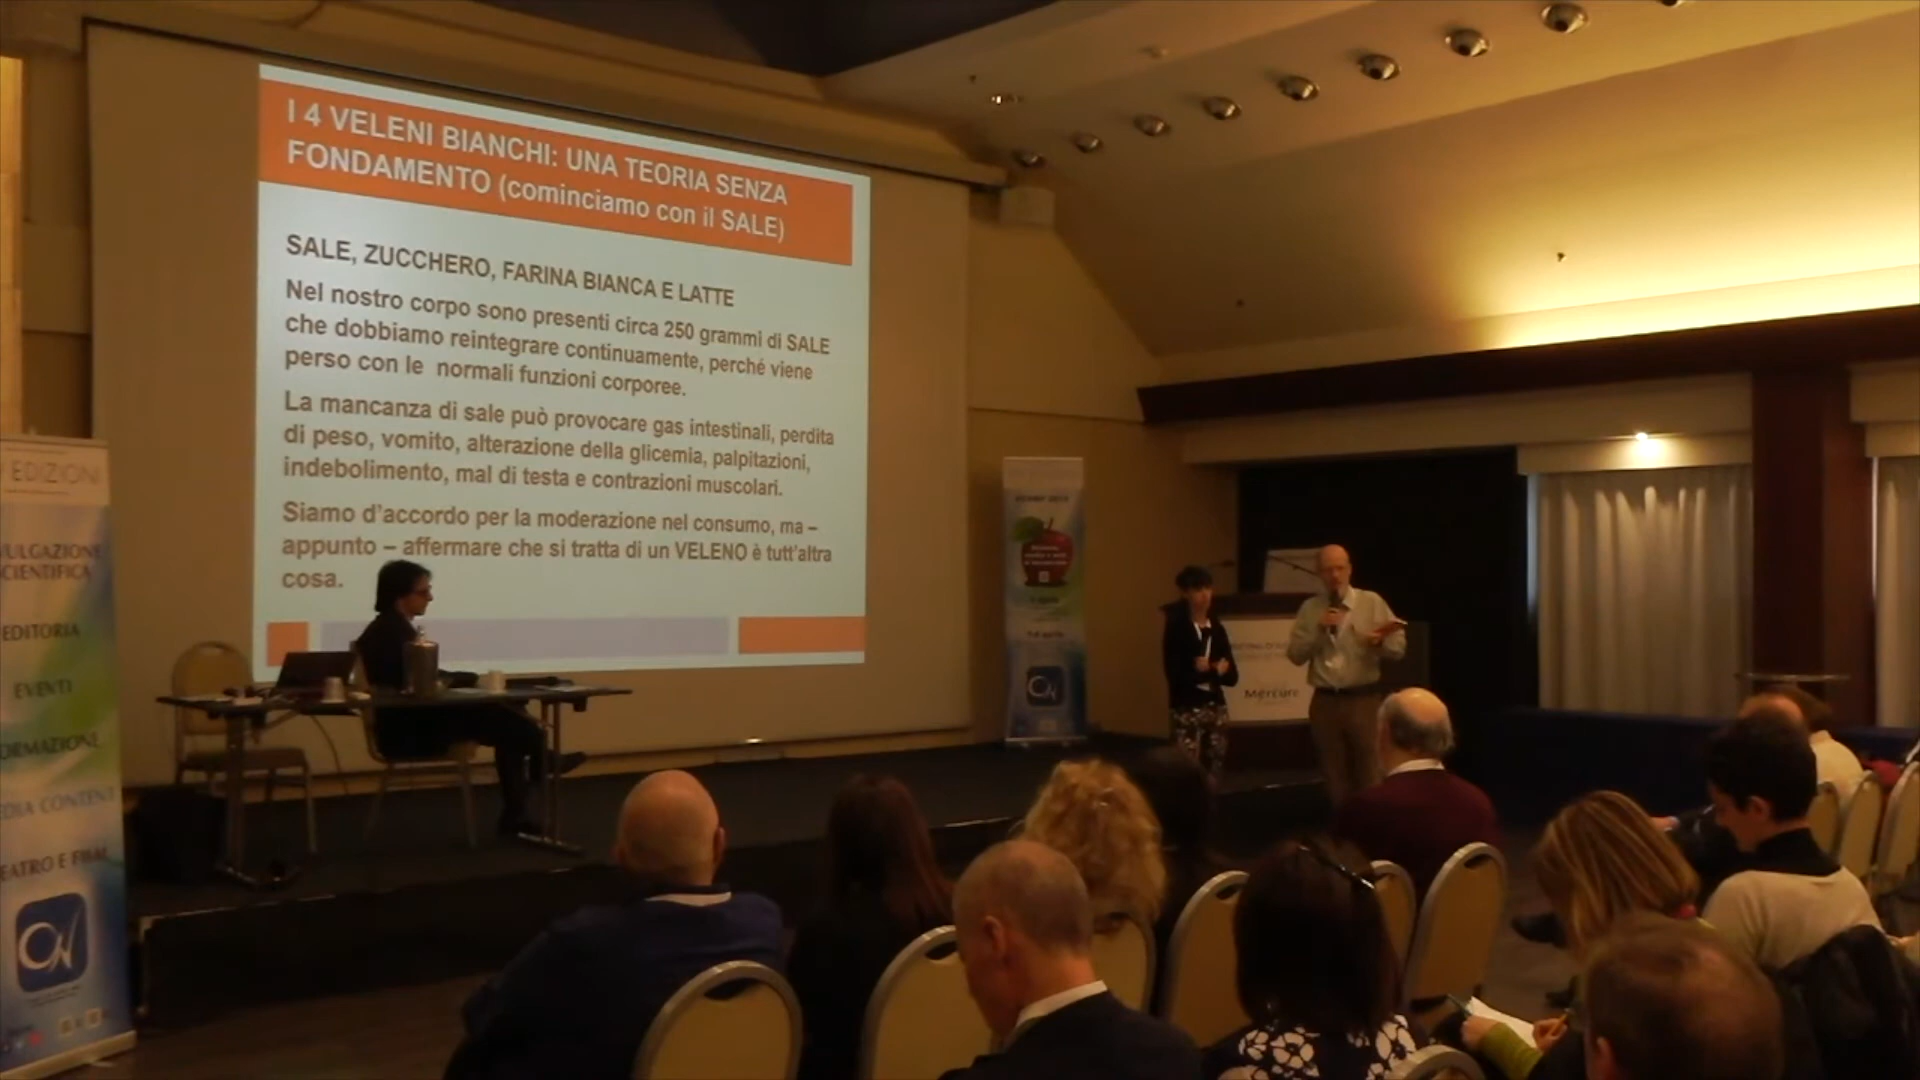 I 4 VELENI BIANCHI: UNA TEORIA SENZA
FONDAMENTO (cominciamo con il SALE)
SALE, ZUCCHERO, FARINA BIANCA E LATTE
Nel nostro corpo sono presenti circa 250 grammi di SALE
che dobbiamo reintegrare continuamente, perché viene
perso con le normali funzioni corporee.
La mancanza di sale può provocare gas intestinali, perdita
di peso, vomito, alterazione della glicemia, palpitazioni,
indebolimento, mal di testa e contrazioni muscolari.
Siamo d'accordo per la moderazione nel consumo, ma –
appunto – affermare che si tratta di un VELENO è tutt'altra
cosa.
EDIZIONI
VULGAZIONE
CIENTIFICA
EDITORIA
EVENTI
ORMAZIONE
EDIA CONTENT
EATRO E FILM
Mercure